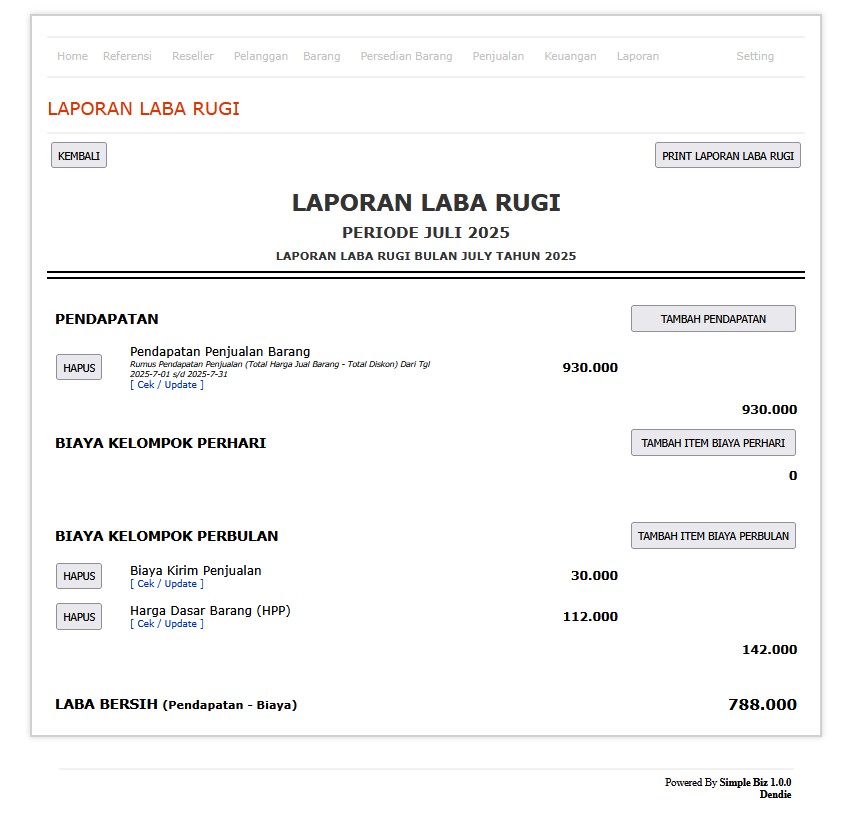 Home Referensi Reseller Pelanggan Barang Persedian Barang Penjualan Keuangan Laporan Setting
LAPORAN LABA RUGI
KEMBALI PRINT LAPORAN LABA RUGI
LAPORAN LABA RUGI
PERIODE JULI 2025
LAPORAN LABA RUGI BULAN JULY TAHUN 2025
PENDAPATAN TAMBAH PENDAPATAN
Pendapatan Penjualan Barang
Rumus Pendapatan Penjualan (Total Harga Jual Barang - Total Diskon) Dari Tgl
HAPUS 930.000
2025-7-01 s/d 2025-7-31
[ Cek / Update ]
930.000
BIAYA KELOMPOK PERHARI TAMBAH ITEM BIAYA PERHARI
0
BIAYA KELOMPOK PERBULAN TAMBAH ITEM BIAYA PERBULAN
HAPUS Biaya Kirim Penjualan 30.000
[ Cek / Update ]
HAPUS Harga Dasar Barang (HPP) 112.000
[ Cek / Update ]
142.000
LABA BERSIH (Pendapatan - Biaya) 788.000
Powered By Simple Biz 1.0.0
Dendie